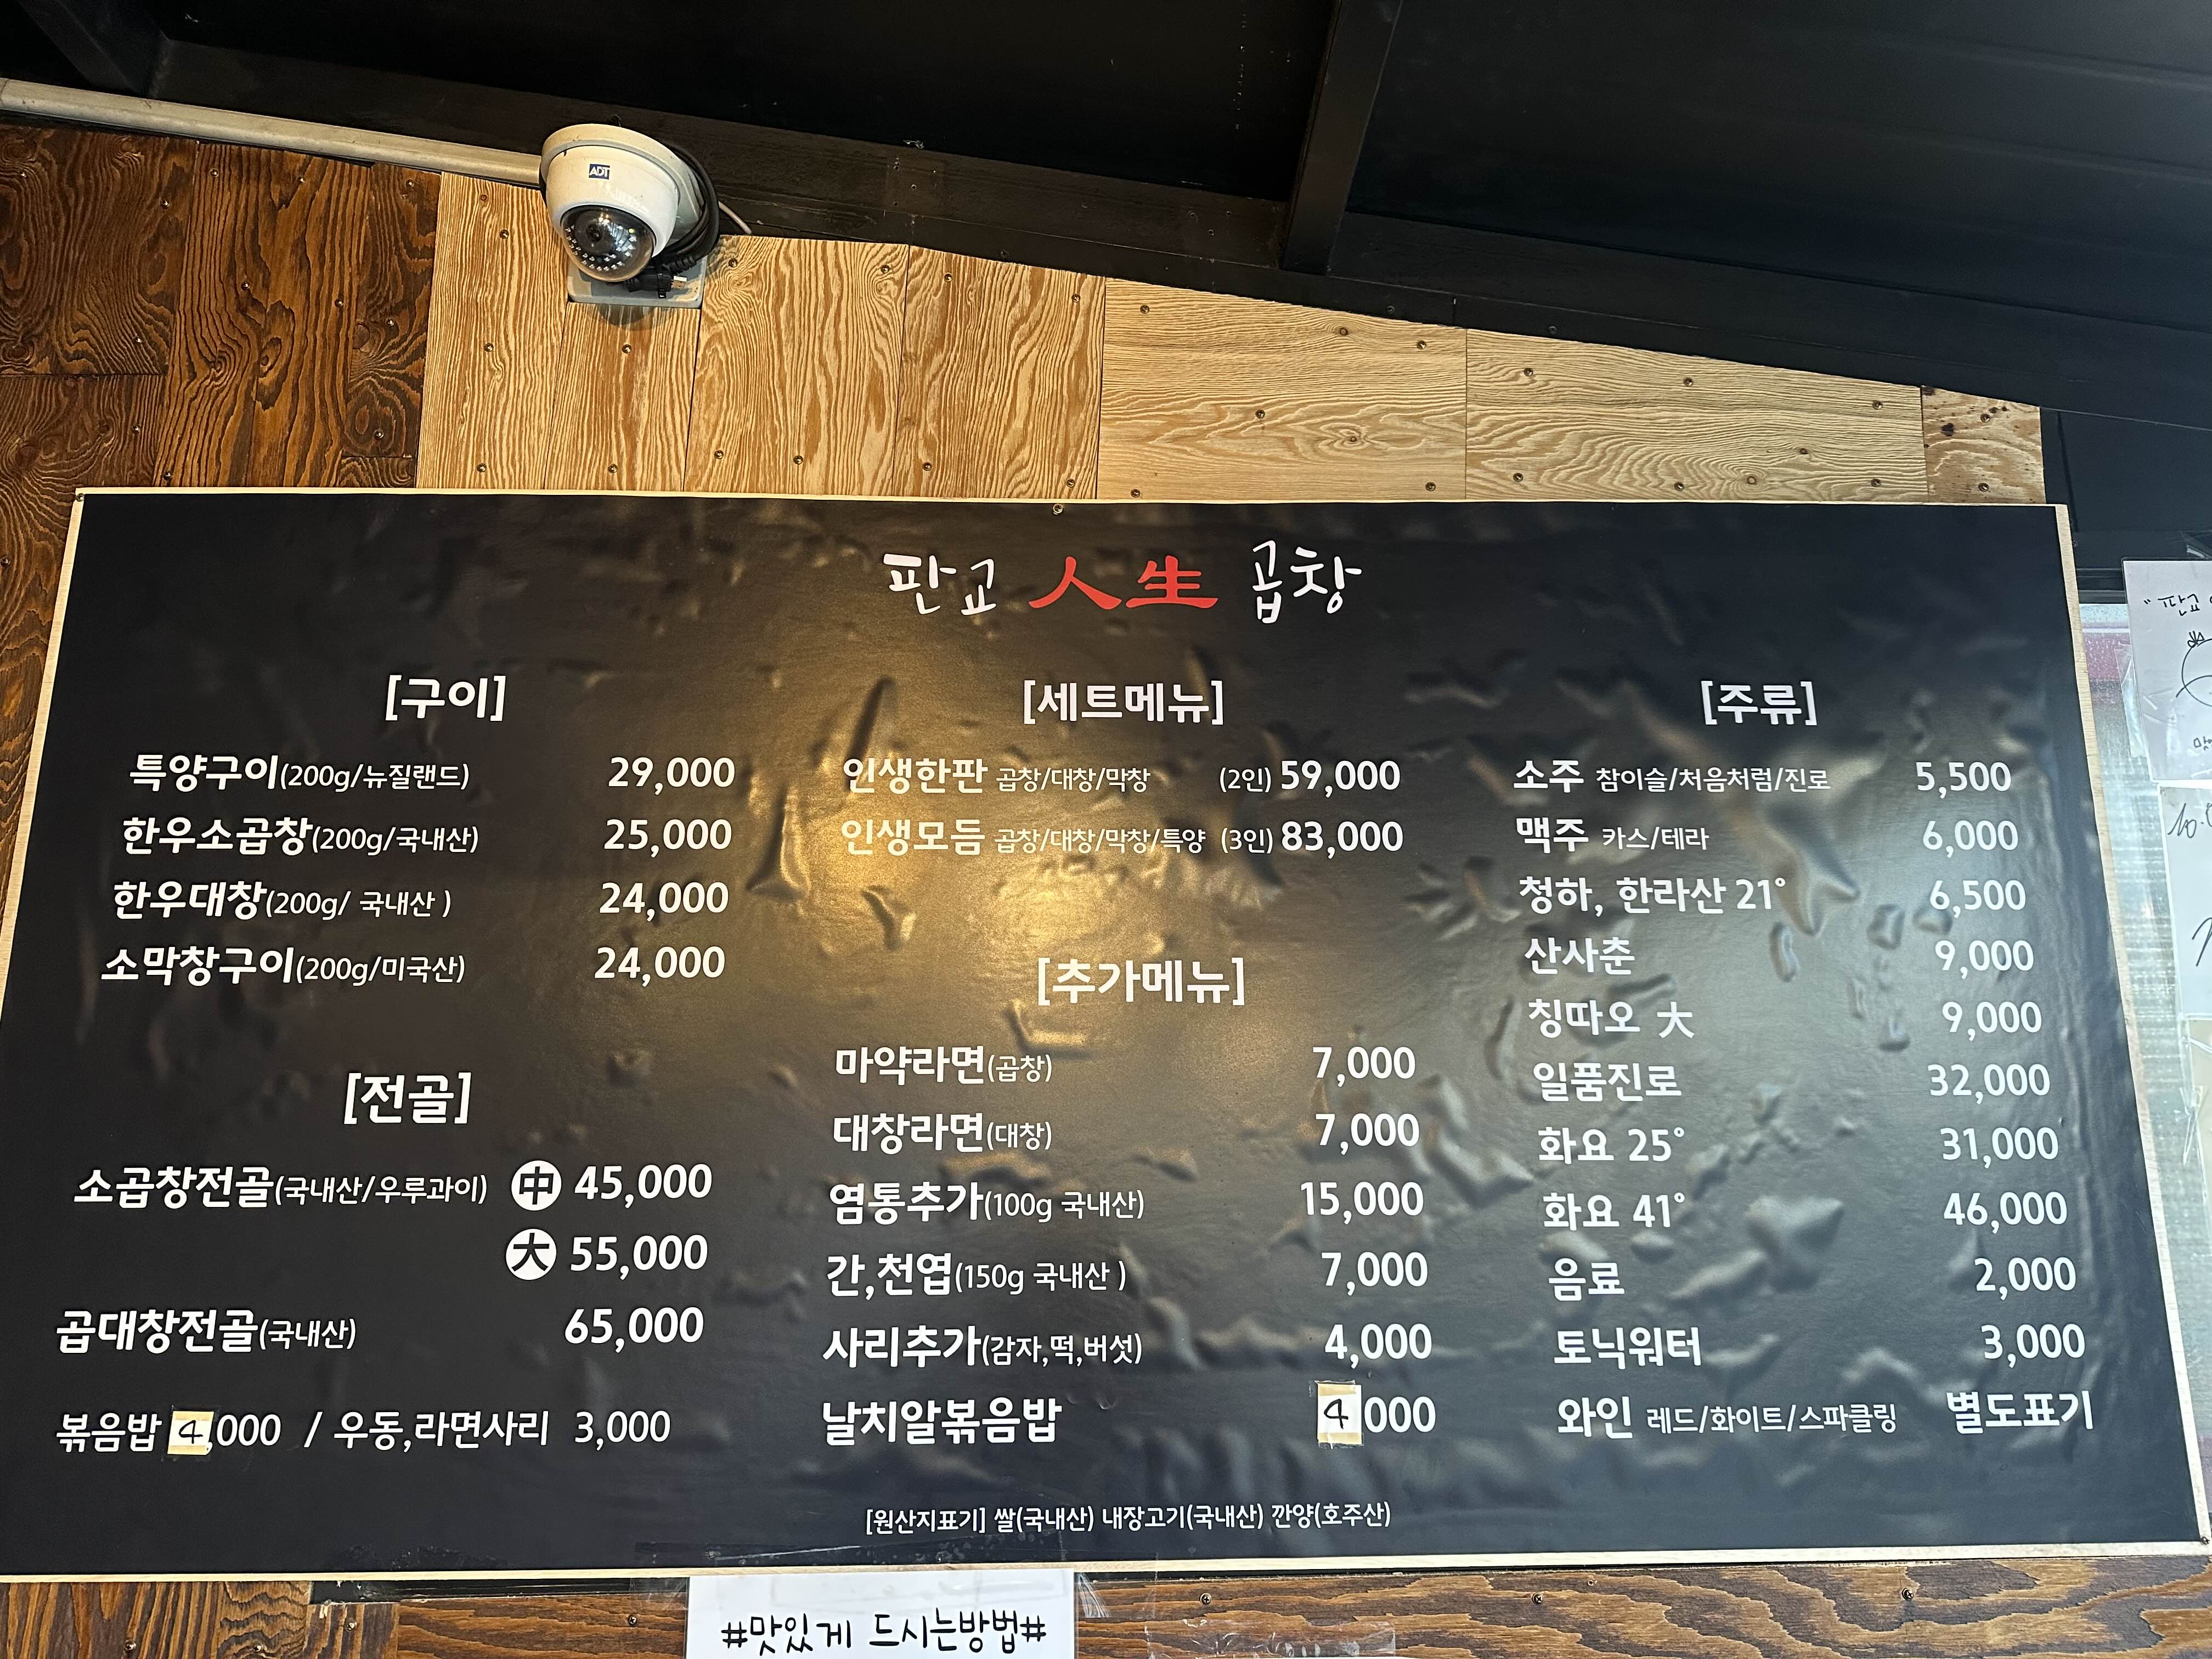 ADT
판교 人生 곱창
[구이]
특양구이(200g/뉴질랜드) 29,000
한우소곱창(200g/국내산) 25,000
한우대창(200g/ 국내산 ) 24,000
소막창구이(200g/미국산) 24,000
[전골]
소곱창전골(국내산/우루과이) 中 45,000
大 55,000
곱대창전골(국내산) 65,000
볶음밥 4,000 / 우동,라면사리 3,000
[세트메뉴]
인생한판 곱창/대창/막창 (2인) 59,000
인생모듬 곱창/대창/막창/특양 (3인) 83,000
[추가메뉴]
마약라면(곱창) 7,000
대창라면(대창) 7,000
염통추가(100g 국내산) 15,000
간,천엽(150g 국내산 ) 7,000
사리추가(감자,떡,버섯) 4,000
날치알볶음밥 4 000
[주류]
소주 참이슬/처음처럼/진로 5,500
맥주 카스/테라 6,000
청하, 한라산 21° 6,500
산사춘 9,000
칭따오 大 9,000
일품진로 32,000
화요 25° 31,000
화요 41° 46,000
음료 2,000
토닉워터 3,000
와인 레드/화이트/스파클링 별도표기
[원산지표기] 쌀(국내산) 내장고기(국내산) 깐양(호주산)
#맛있게 드시는방법#